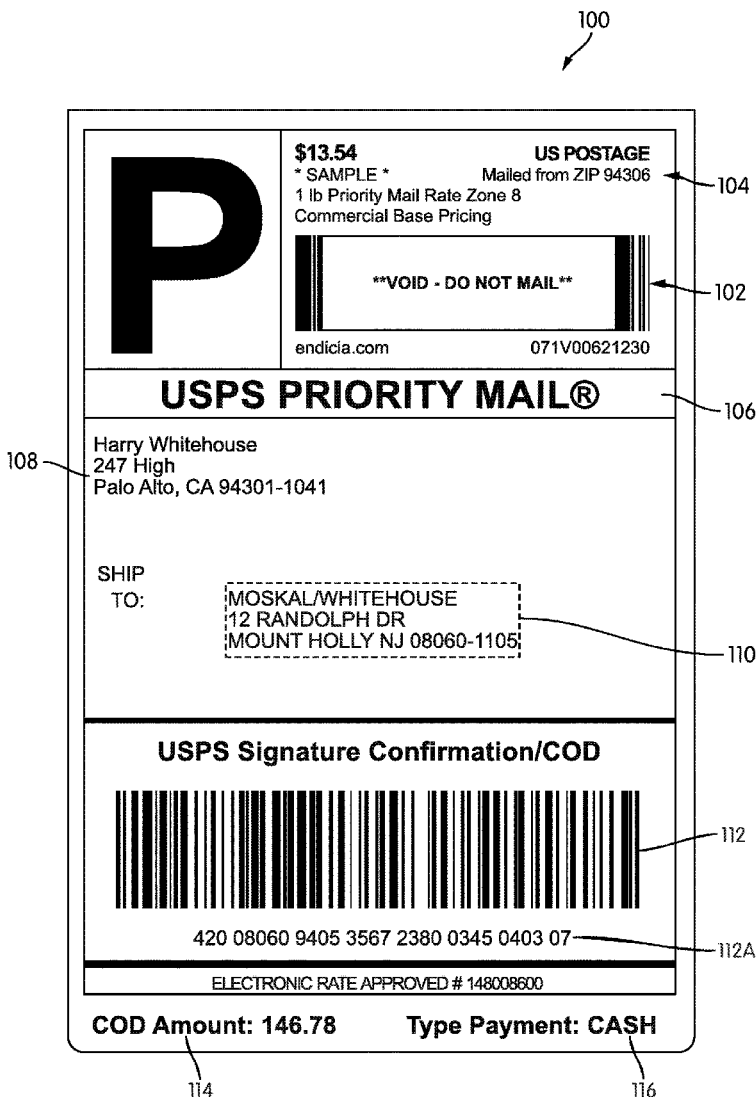 100
P
$13.54 US POSTAGE
* SAMPLE * Mailed from ZIP 94306
104
1 lb Priority Mail Rate Zone 8
Commercial Base Pricing
**VOID - DO NOT MAIL**
102
endicia.com 071V00621230
USPS PRIORITY MAIL®
106
108
Harry Whitehouse
247 High
Palo Alto, CA 94301-1041
SHIP
TO:
MOSKAL/WHITEHOUSE
12 RANDOLPH DR
MOUNT HOLLY NJ 08060-1105
110
USPS Signature Confirmation/COD
112
420 08060 9405 3567 2380 0345 0403 07
112A
ELECTRONIC RATE APPROVED # 148008600
COD Amount: 146.78 Type Payment: CASH
114 116